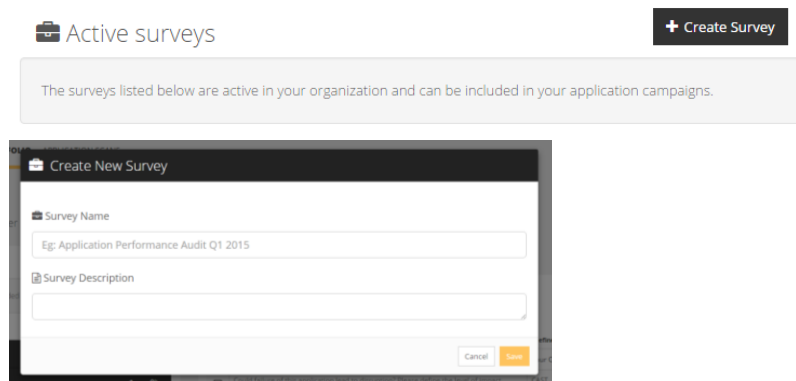 Active surveys
+ Create Survey
The surveys listed below are active in your organization and can be included in your application campaigns.
Create New Survey
Survey Name
Eg: Application Performance Audit Q1 2015
Survey Description
Cancel
Save